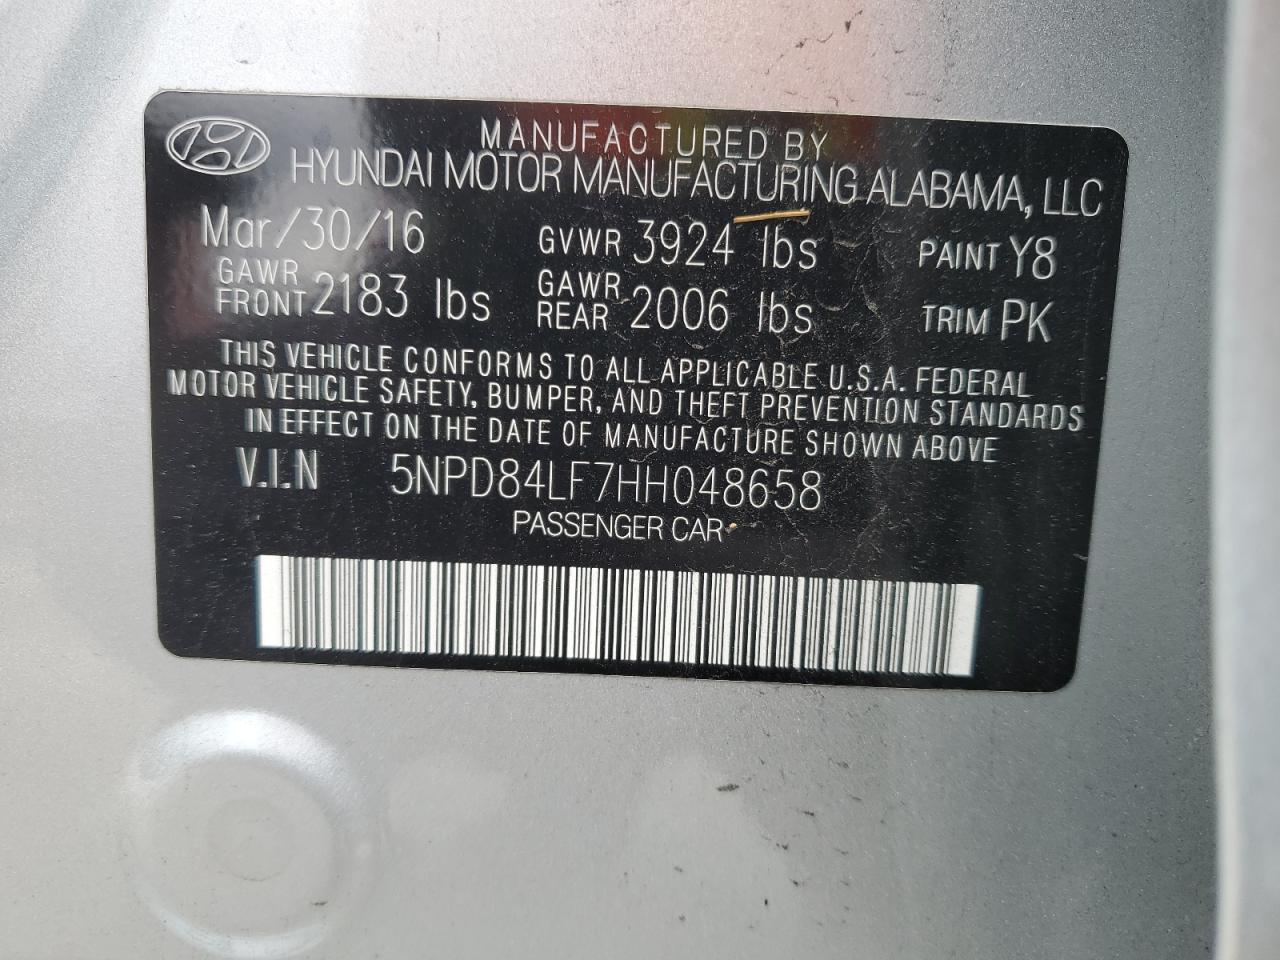 MANUFACTURED BY
HYUNDAI MOTOR MANUFACTURING ALABAMA, LLC
Mar/30/16 GVWR 3924 lbs PAINT Y8
GAWR FRONT 2183 lbs GAWR REAR 2006 lbs TRIM PK
THIS VEHICLE CONFORMS TO ALL APPLICABLE U.S.A. FEDERAL
MOTOR VEHICLE SAFETY, BUMPER, AND THEFT PREVENTION STANDARDS
IN EFFECT ON THE DATE OF MANUFACTURE SHOWN ABOVE
V.I.N 5NPD84LF7HH048658
PASSENGER CAR